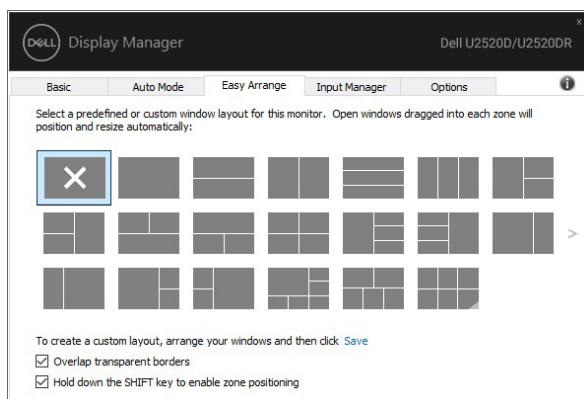 DELL Display Manager
Dell U2520D/U2520DR
Basic Auto Mode Easy Arrange Input Manager Options
Select a predefined or custom window layout for this monitor. Open windows dragged into each zone will
position and resize automatically:
To create a custom layout, arrange your windows and then click Save
Overlap transparent borders
Hold down the SHIFT key to enable zone positioning